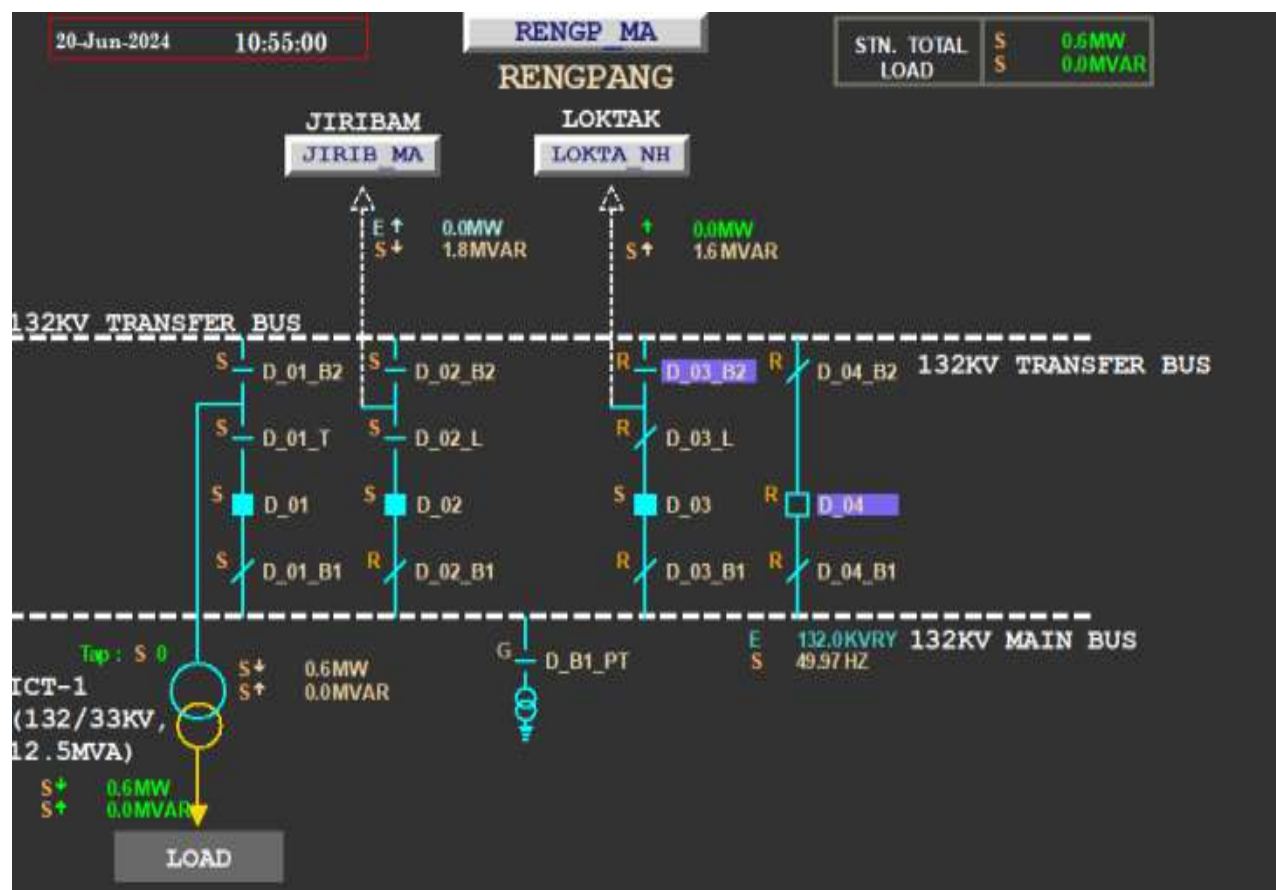 20-Jun-2024 10:55:00
RENGP_MA
RENGPANG
STN. TOTAL LOAD
S 0.6MW
S 0.0MVAR
JIRIBAM
JIRIB_MA
LOKTAK
LOKTA_NH
E 0.0MW
S 1.8MVAR
0.0MW
S 1.6MVAR
132KV TRANSFER BUS
132KV TRANSFER BUS
S D_01_B2
S D_02_B2
R D_03_B2
R D_04_B2
S D_01_T
S D_02_L
R D_03_L
S D_01
S D_02
S D_03
R D_04
S D_01_B1
R D_02_B1
R D_03_B1
R D_04_B1
132KV MAIN BUS
E 132.0KVRY
S 49.97HZ
G D_B1_PT
Tap : S 0
S 0.6MW
S 0.0MVAR
ICT-1
(132/33KV,
12.5MVA)
S 0.6MW
S 0.0MVAR
LOAD